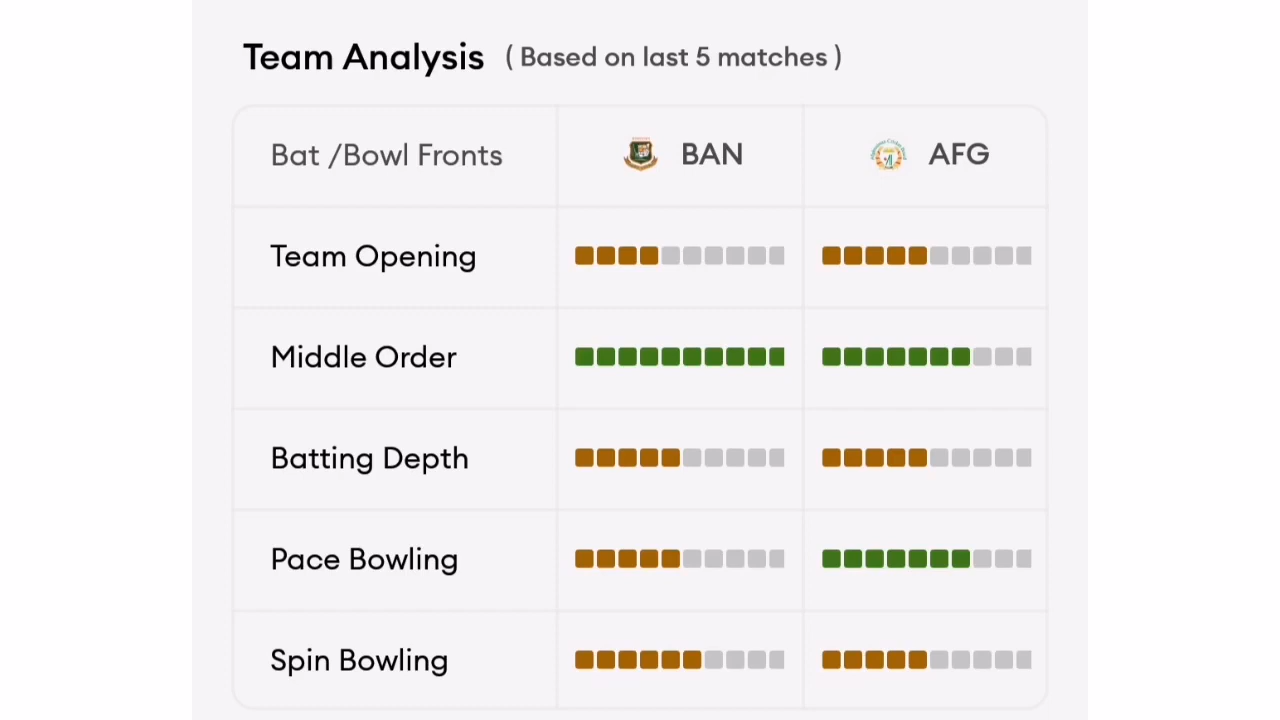 Team Analysis ( Based on last 5 matches )
Bat /Bowl Fronts BAN AFG
Team Opening
Middle Order
Batting Depth
Pace Bowling
Spin Bowling